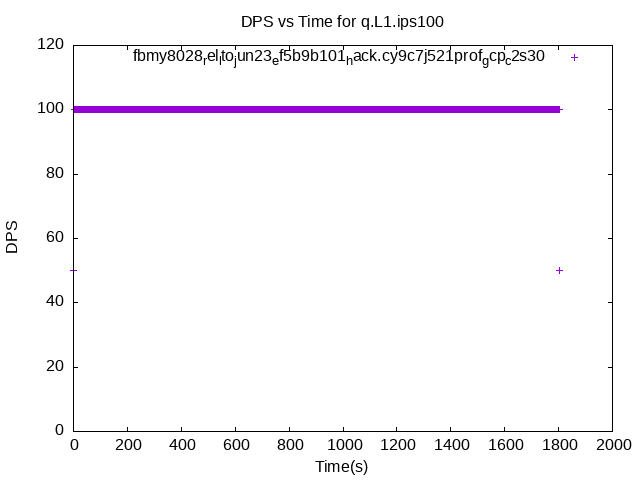 DPS vs Time for q.L1.ips100
fbmy8028relltojun23ef5b9b101hack.cy9c7j521profgcpc2s30
120
100
80
60
40
20
0
DPS
0 200 400 600 800 1000 1200 1400 1600 1800 2000
Time(s)